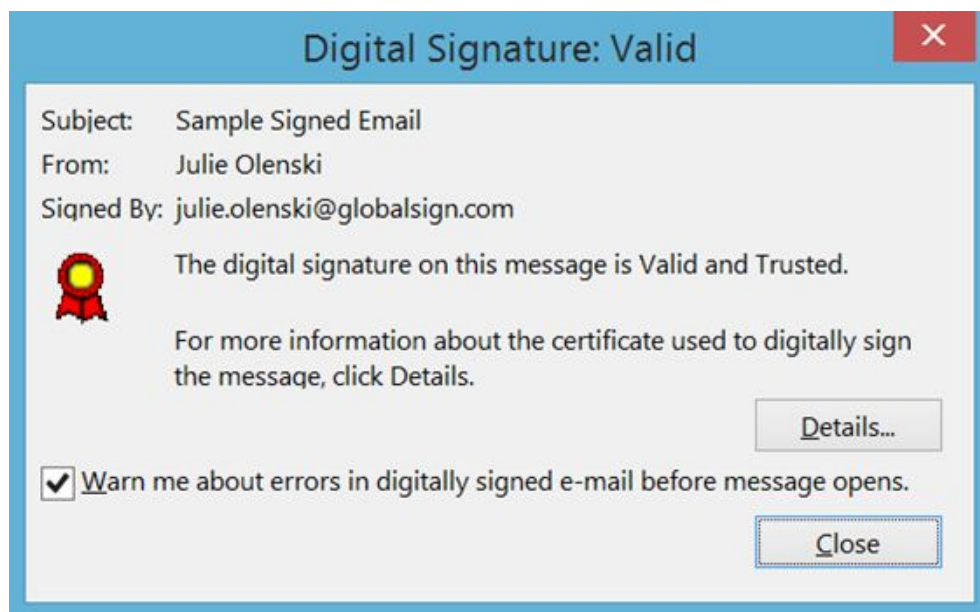 Digital Signature: Valid
Subject: Sample Signed Email
From: Julie Olenski
Signed By: julie.olenski@globalsign.com
The digital signature on this message is Valid and Trusted.
For more information about the certificate used to digitally sign
the message, click Details.
Details...
Warn me about errors in digitally signed e-mail before message opens.
Close